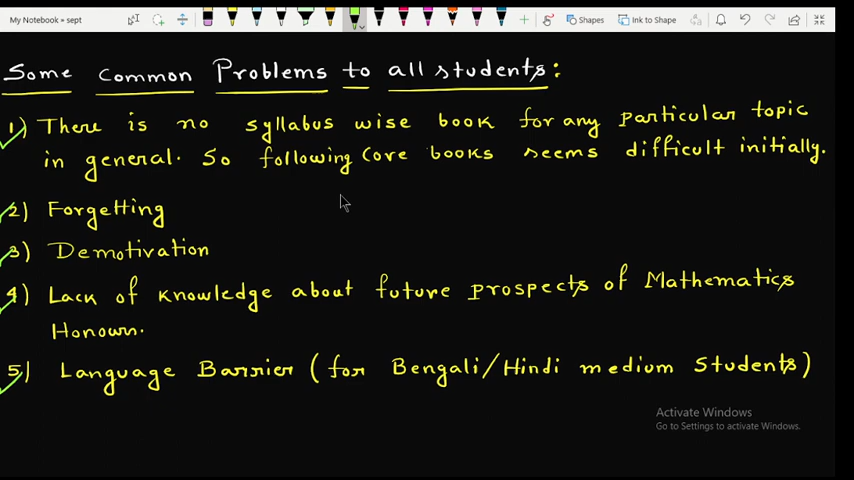 My Notebook » sept
Shapes
Ink to Shape
Some common Problems to all students:
1) There is no syllabus wise book for any particular topic
in general. So following core books seems difficult initially.
2) Forgetting
3) Demotivation
4) Lack of knowledge about future prospects of Mathematics
Honours.
5) Language Barrier (for Bengali/Hindi medium students)
Activate Windows
Go to Settings to activate Windows.